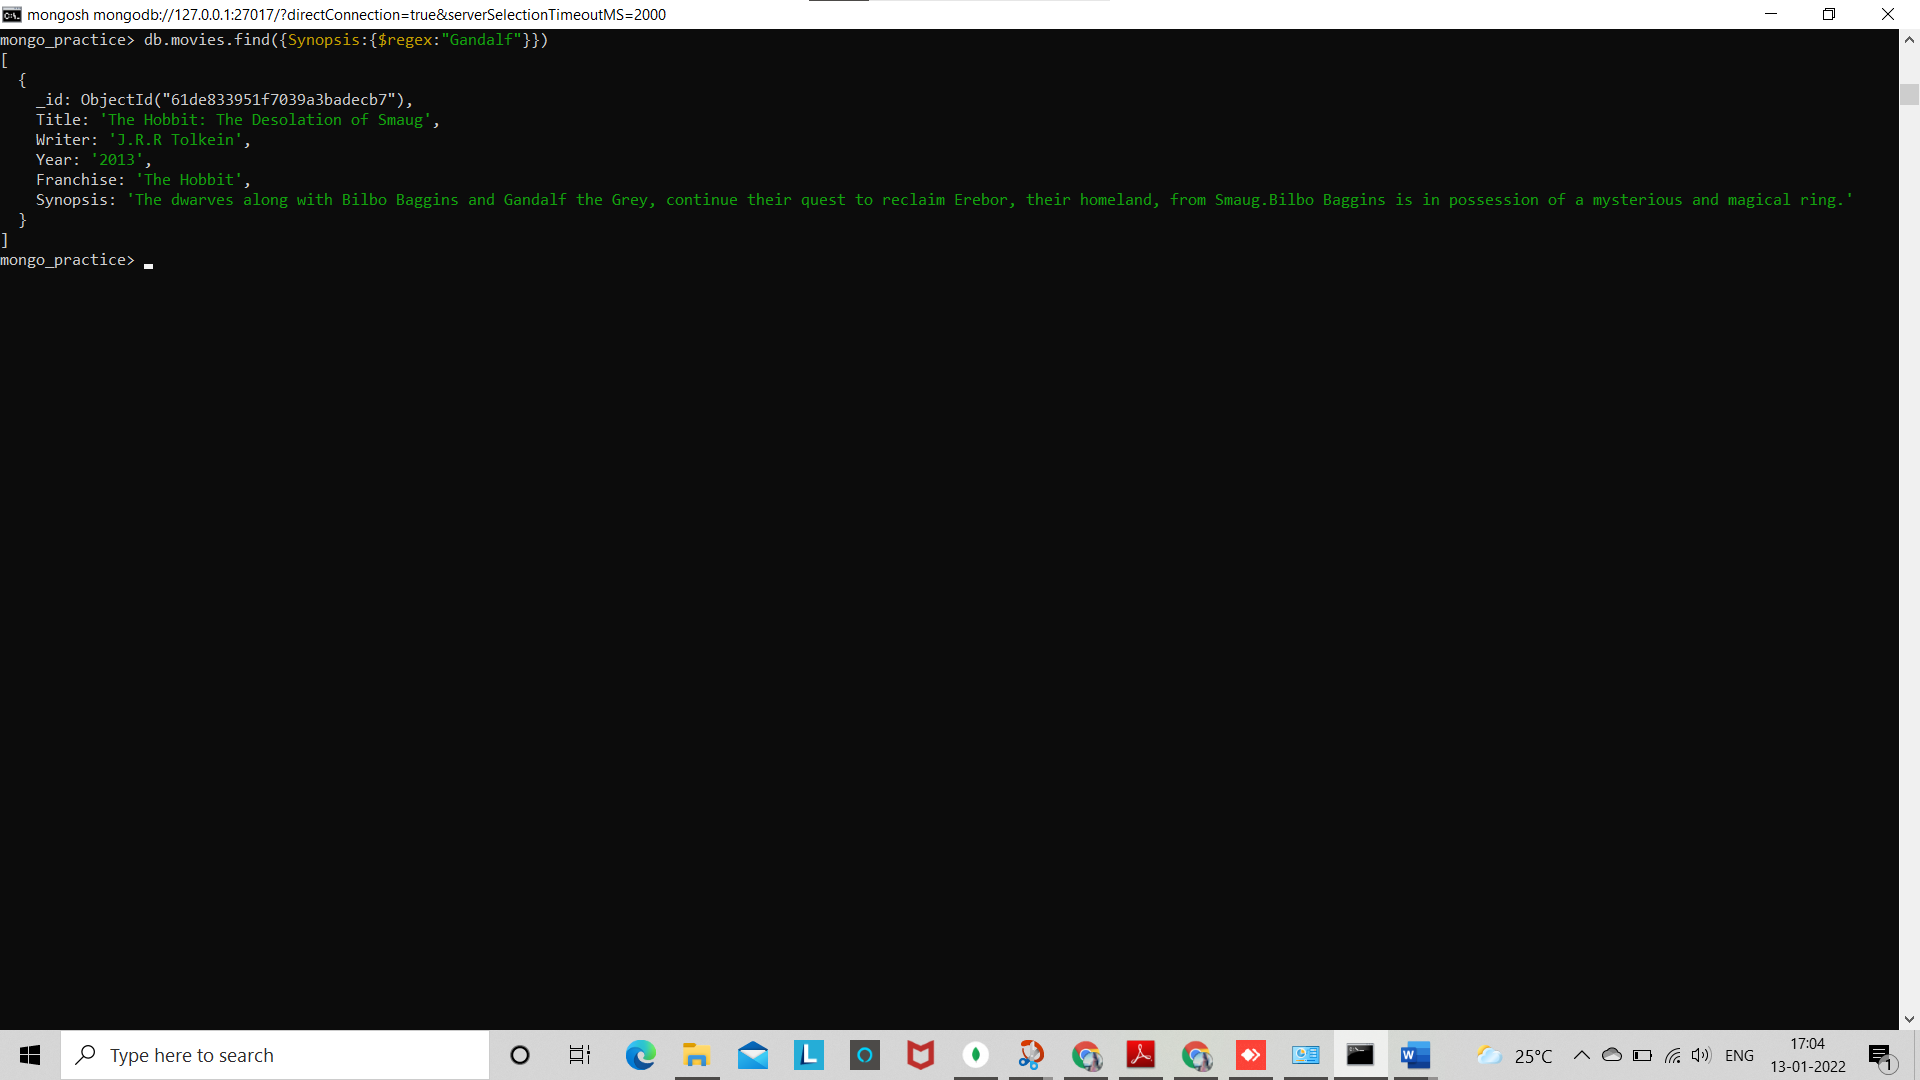 mongosh mongodb://127.0.0.1:27017/?directConnection=true&serverSelectionTimeoutMS=2000
mongo_practice> db.movies.find({Synopsis:{$regex:"Gandalf"}})
[
  {
    _id: ObjectId("61de833951f7039a3badecb7"),
    Title: 'The Hobbit: The Desolation of Smaug',
    Writer: 'J.R.R Tolkein',
    Year: '2013',
    Franchise: 'The Hobbit',
    Synopsis: 'The dwarves along with Bilbo Baggins and Gandalf the Grey, continue their quest to reclaim Erebor, their homeland, from Smaug.Bilbo Baggins is in possession of a mysterious and magical ring.'
  }
]
mongo_practice>
Type here to search
L
W
25°C
ENG
17:04
13-01-2022
1